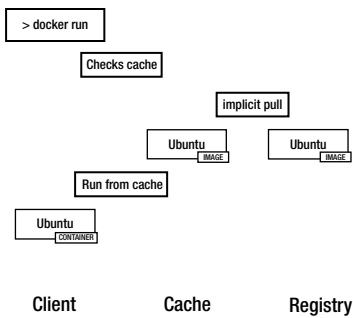 > docker run
Checks cache
implicit pull
Ubuntu
IMAGE
Ubuntu
IMAGE
Run from cache
Ubuntu
CONTAINER
Client
Cache
Registry